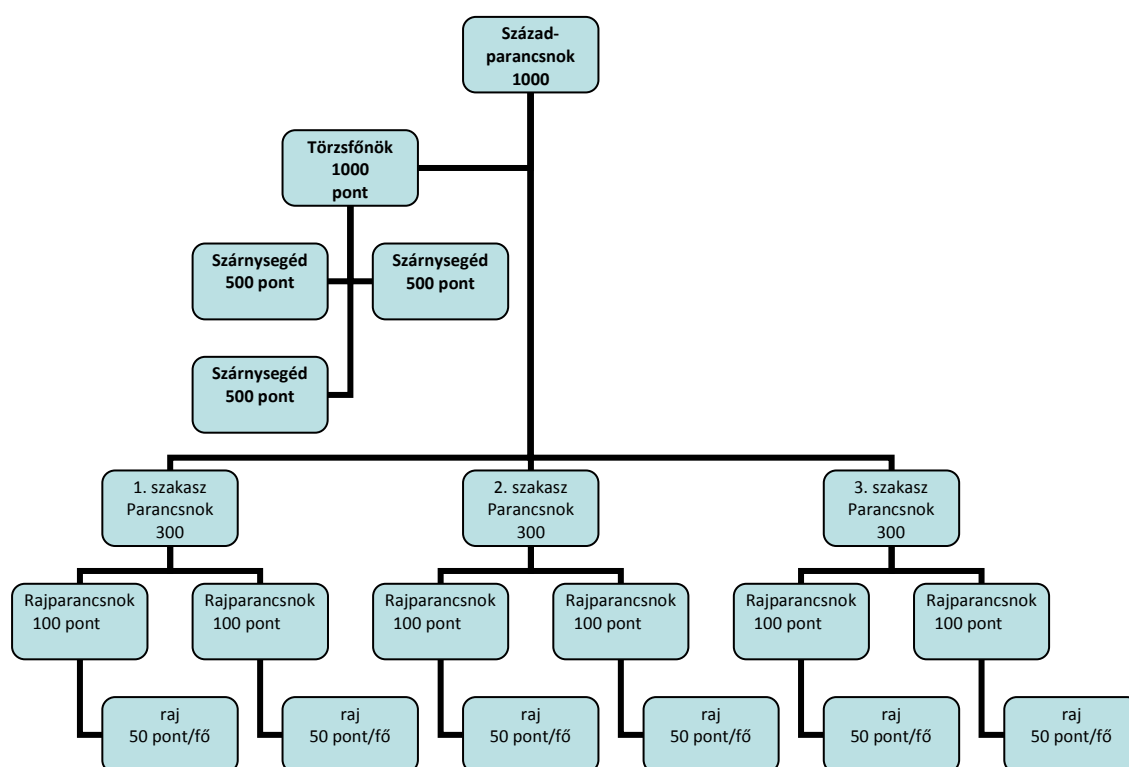 Század-
parancsnok
1000
Törzsfőnök
1000
pont
Szárnysegéd
500 pont
Szárnysegéd
500 pont
Szárnysegéd
500 pont
1. szakasz
Parancsnok
300
2. szakasz
Parancsnok
300
3. szakasz
Parancsnok
300
Rajparancsnok
100 pont
Rajparancsnok
100 pont
Rajparancsnok
100 pont
Rajparancsnok
100 pont
Rajparancsnok
100 pont
Rajparancsnok
100 pont
raj
50 pont/fő
raj
50 pont/fő
raj
50 pont/fő
raj
50 pont/fő
raj
50 pont/fő
raj
50 pont/fő